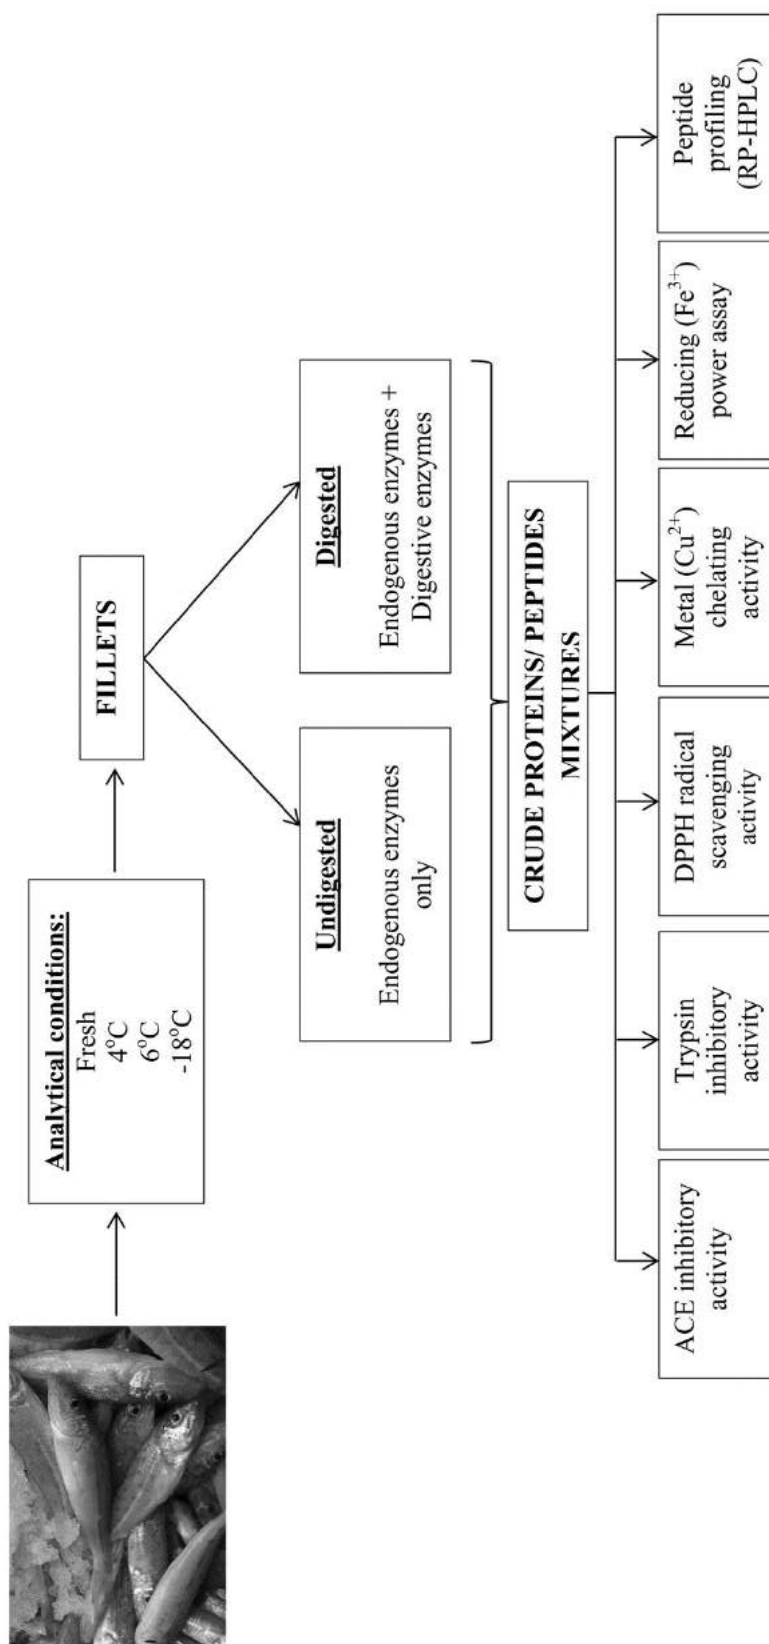 Analytical conditions:
Fresh
4°C
6°C
-18°C
FILLETS
Undigested
Endogenous enzymes
only
Digested
Endogenous enzymes +
Digestive enzymes
CRUDE PROTEINS/ PEPTIDES
MIXTURES
ACE inhibitory
activity
Trypsin
inhibitory
activity
DPPH radical
scavenging
activity
Metal (Cu²⁺)
chelating
activity
Reducing (Fe³⁺)
power assay
Peptide
profiling
(RP-HPLC)